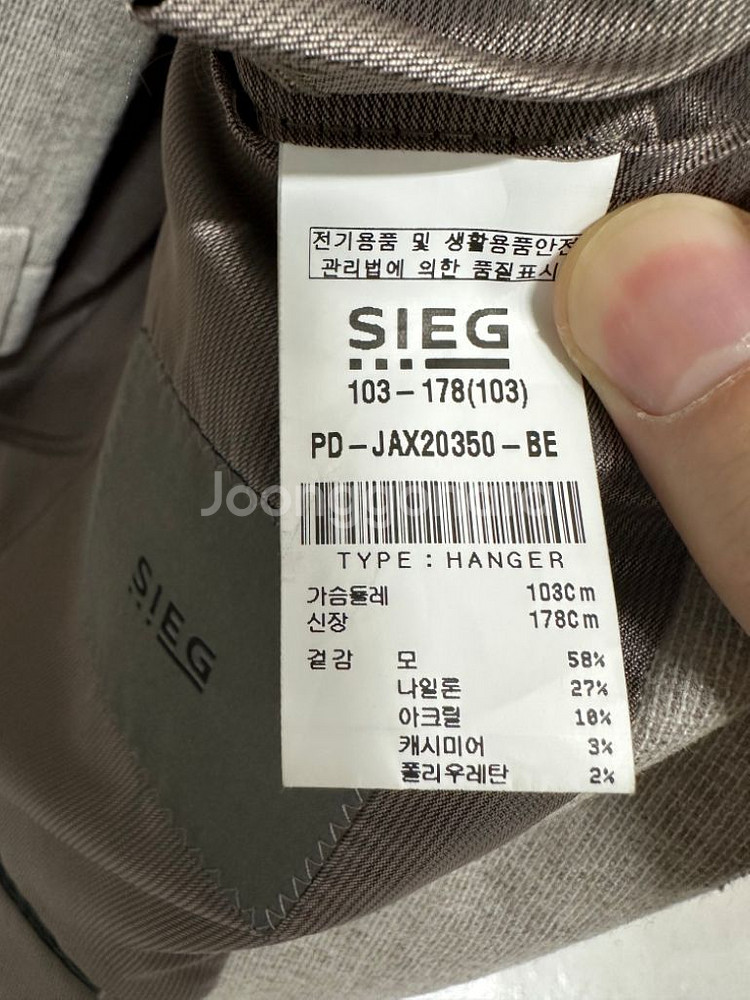 전기용품 및 생활용품안전
관리법에 의한 품질표시
SIEG
103-178(103)
PD-JAX20350-BE
Joonggonara
TYPE : HANGER
가슴둘레 103Cm
신장 178Cm
겉감 모 58%
나일론 27%
아크릴 10%
캐시미어 3%
폴리우레탄 2%
SIEG